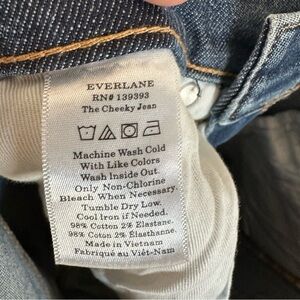 EVERLANE
RN# 139393
The Cheeky Jean
Machine Wash Cold
With Like Colors
Wash Inside Out.
Only Non-Chlorine
Bleach When Necessary.
Tumble Dry Low.
Cool Iron if Needed.
98% Cotton 2% Elastane.
98% Coton 2% Élasthanne.
Made in Vietnam
Fabriqué au Viêt-Nam